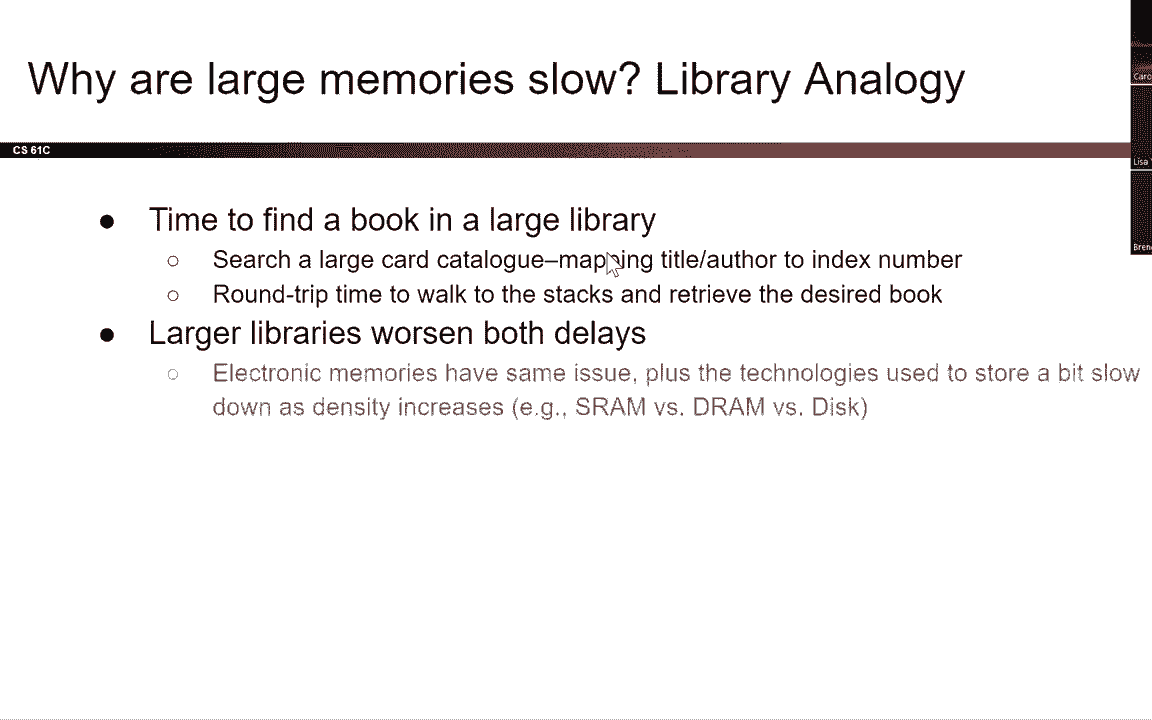 Why are large memories slow? Library Analogy
CS 61C
● Time to find a book in a large library
○ Search a large card catalogue–mapping title/author to index number
○ Round-trip time to walk to the stacks and retrieve the desired book
● Larger libraries worsen both delays
○ Electronic memories have same issue, plus the technologies used to store a bit slow
down as density increases (e.g., SRAM vs. DRAM vs. Disk)
Lisa